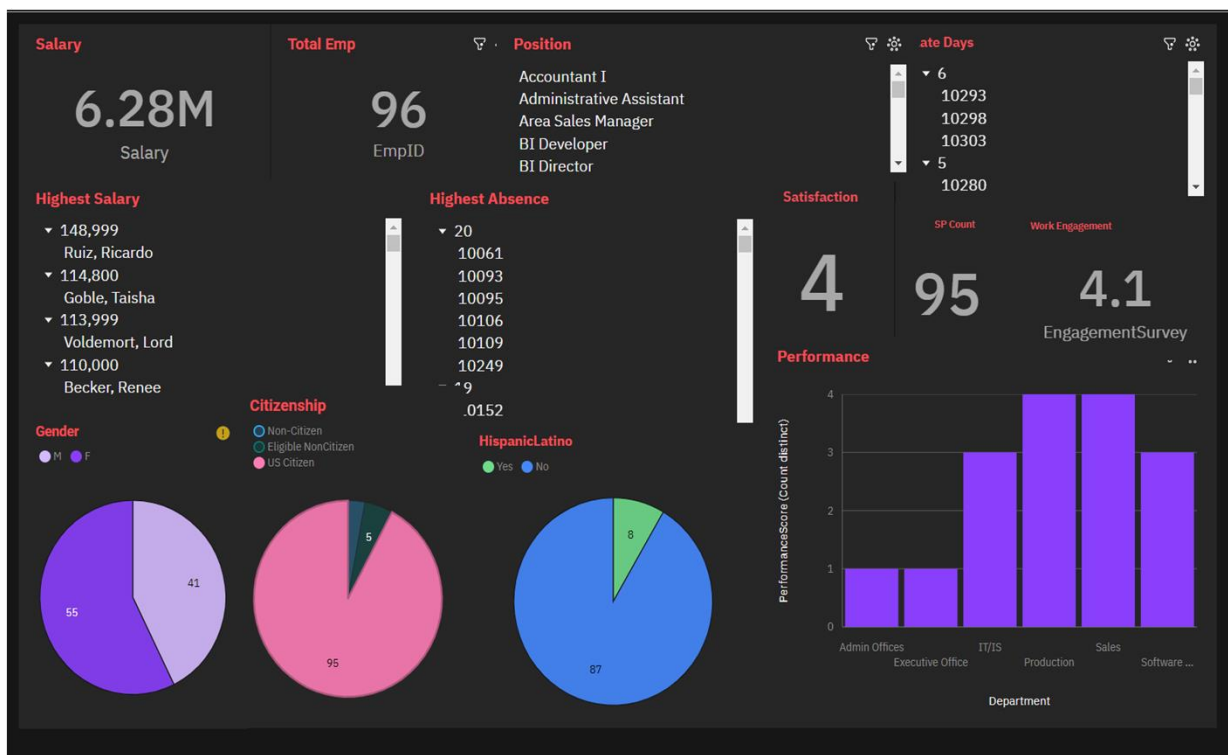 Salary
6.28M
Salary
Total Emp
96
EmpID
Position
Accountant I
Administrative Assistant
Area Sales Manager
BI Developer
BI Director
ate Days
6
10293
10298
10303
5
10280
Highest Salary
148,999
Ruiz, Ricardo
114,800
Goble, Taisha
113,999
Voldemort, Lord
110,000
Becker, Renee
Highest Absence
20
10061
10093
10095
10106
10109
10249
19
.0152
Satisfaction
4
SP Count
95
Work Engagement
4.1
EngagementSurvey
Gender
M F
41
55
Citizenship
Non-Citizen
Eligible NonCitizen
US Citizen
5
95
HispanicLatino
Yes No
8
87
Performance
PerformanceScore (Count distinct)
4
3
2
1
0
Admin Offices
Executive Office
IT/IS
Production
Sales
Software ...
Department